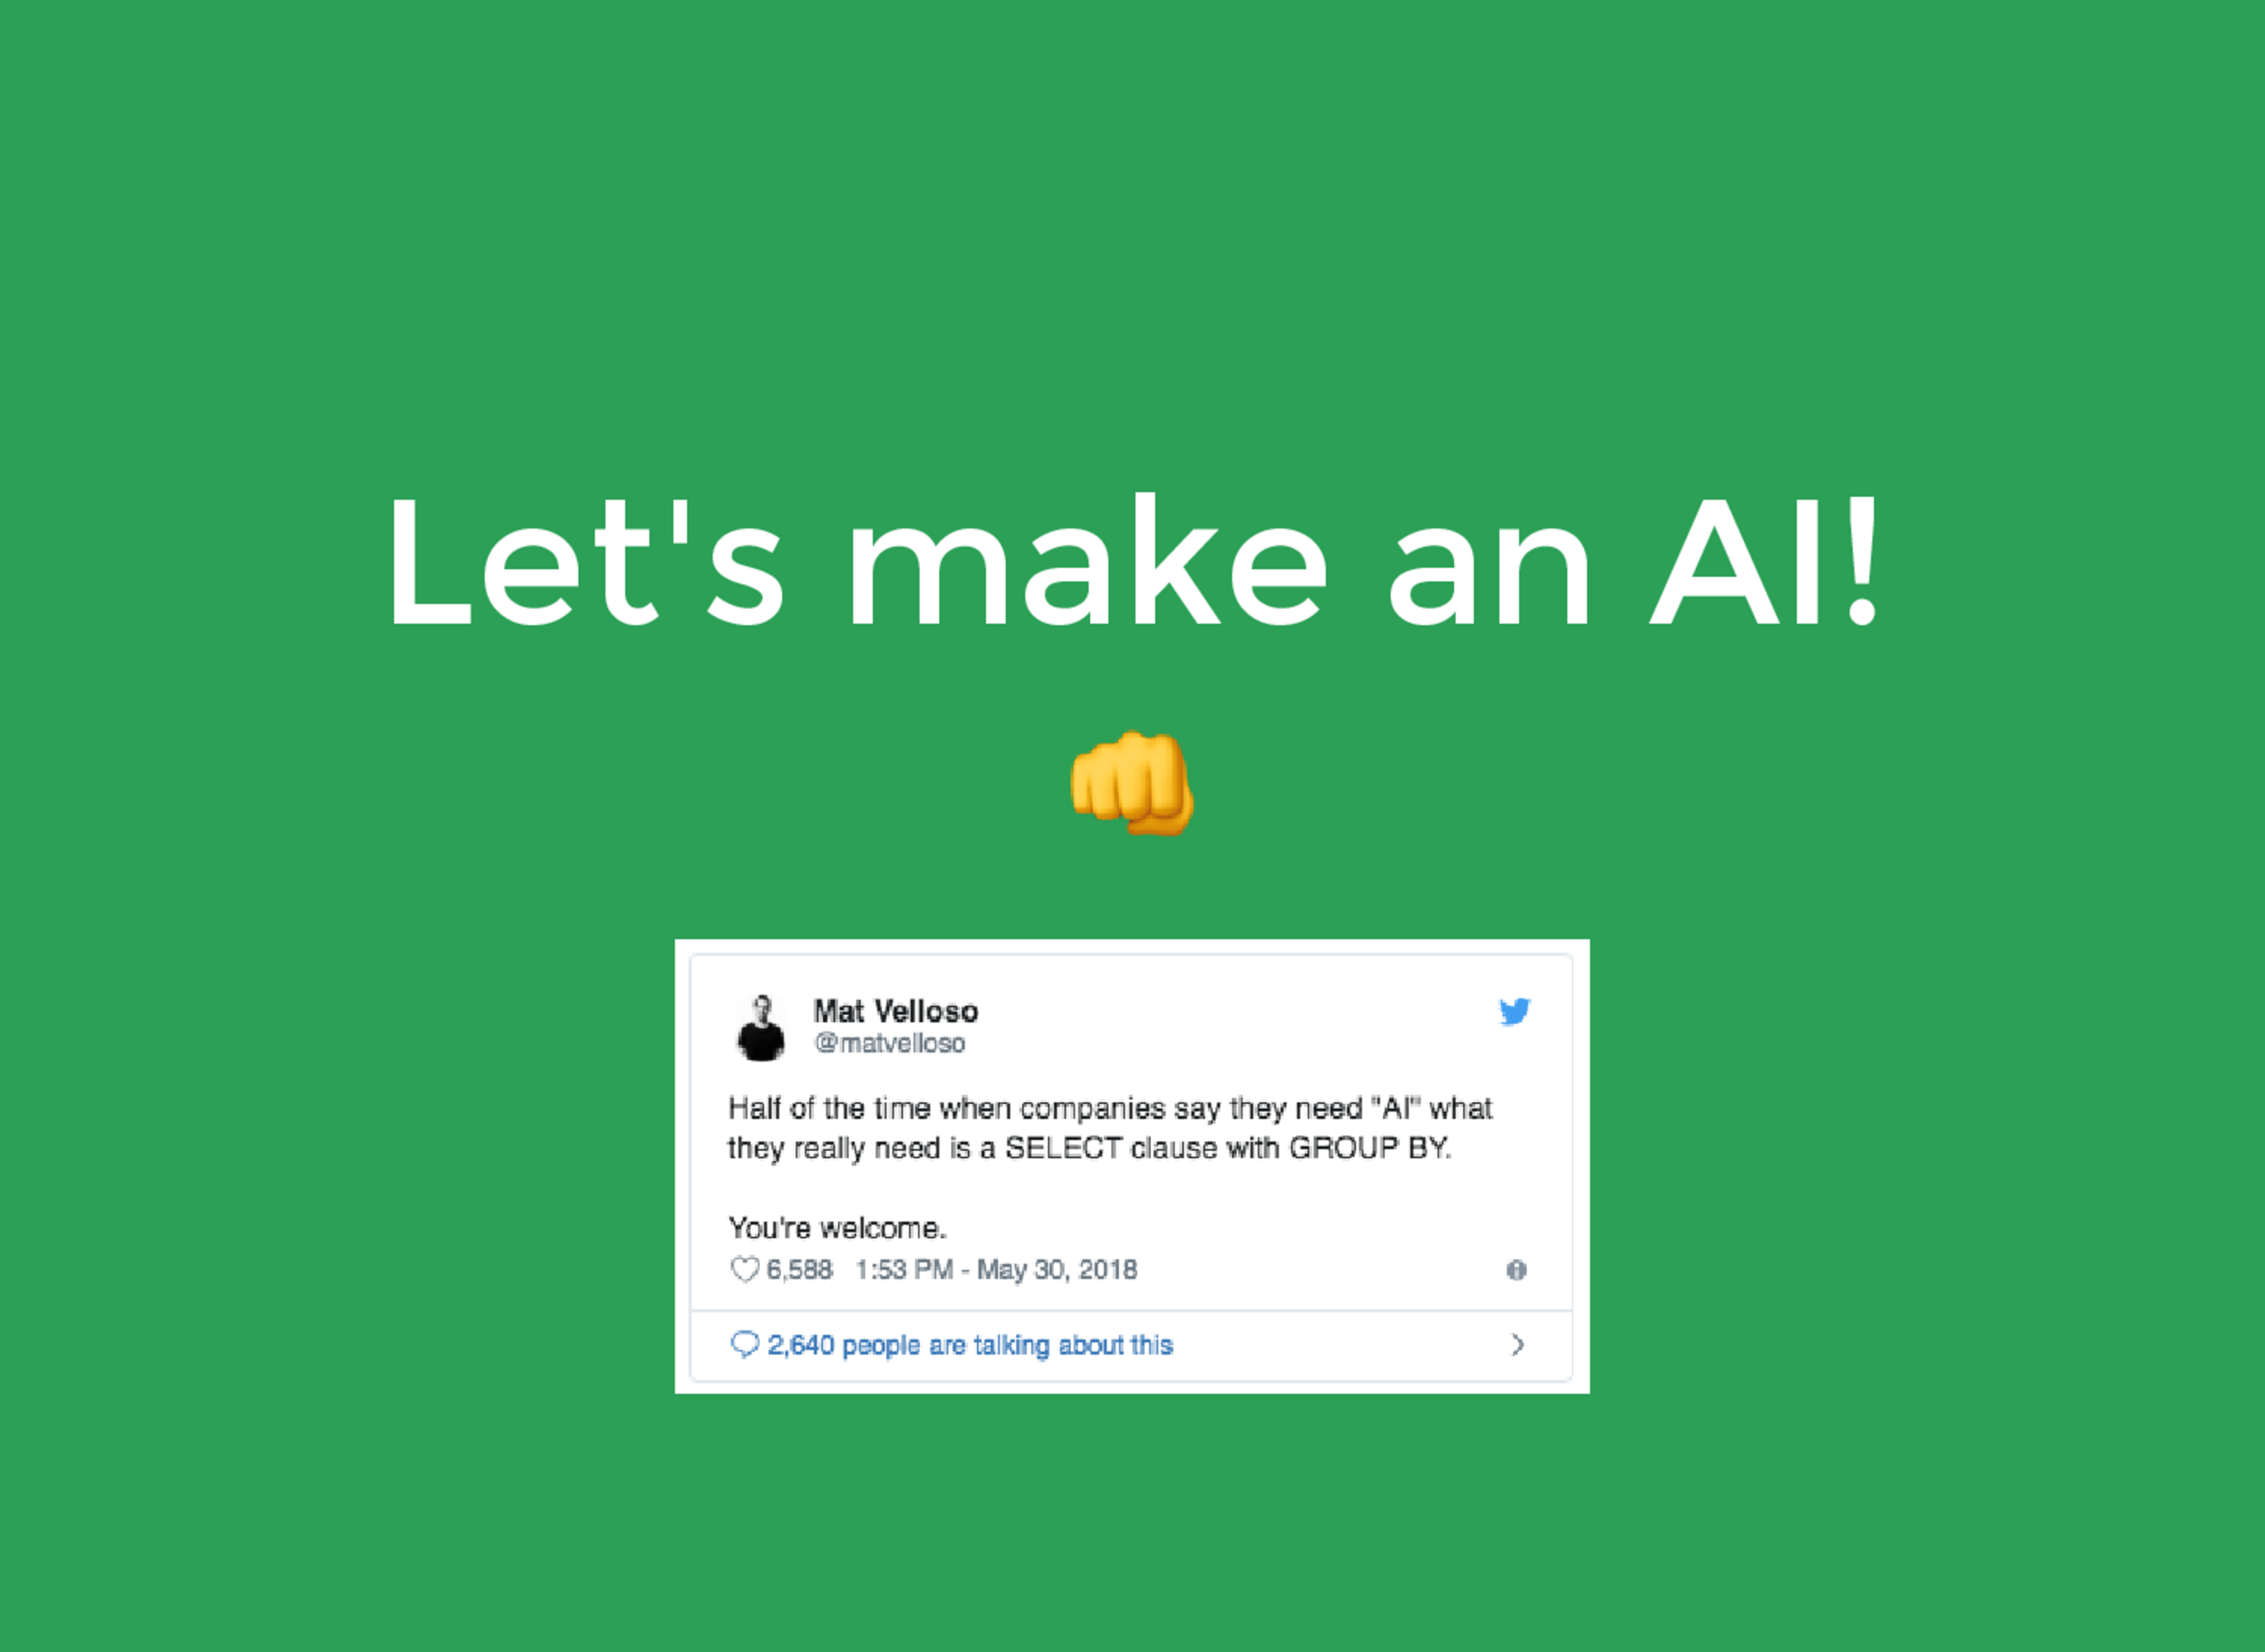 Let's make an AI!
Mat Velloso
@matvelloso
Half of the time when companies say they need "AI" what
they really need is a SELECT clause with GROUP BY.
You're welcome.
6,588 1:53 PM - May 30, 2018
2,640 people are talking about this